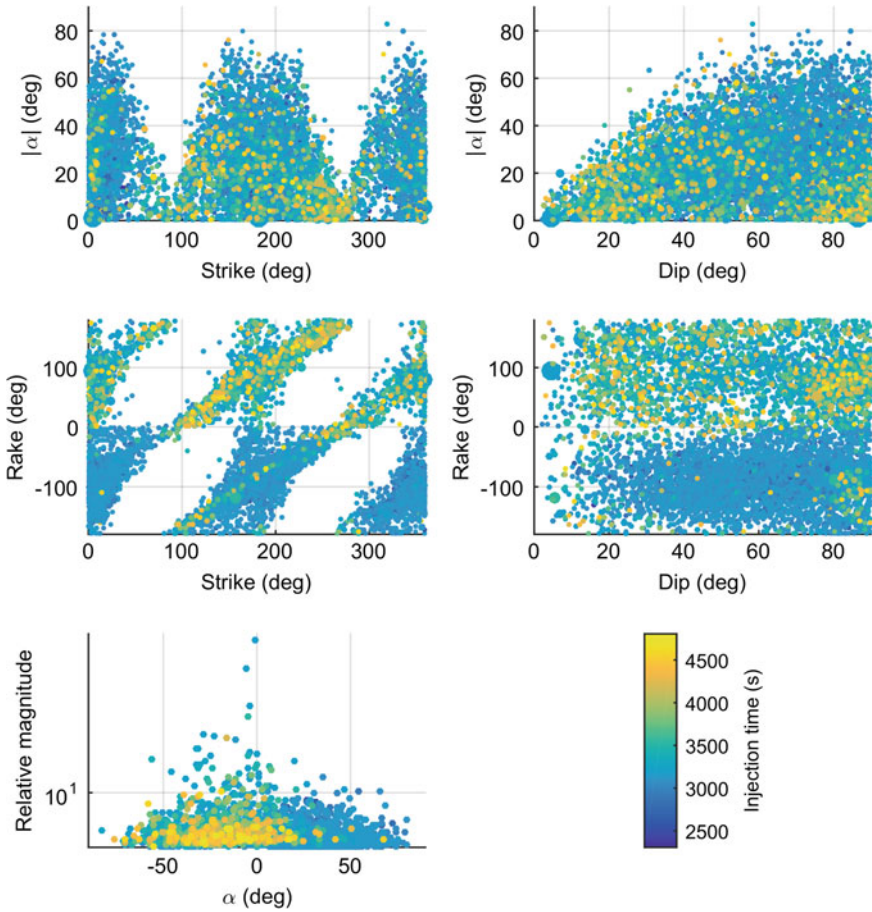 80
60
40
20
0
|α| (deg)
0 100 200 300
Strike (deg)
80
60
40
20
0
|α| (deg)
0 20 40 60 80
Dip (deg)
100
0
-100
Rake (deg)
0 100 200 300
Strike (deg)
100
0
-100
Rake (deg)
0 20 40 60 80
Dip (deg)
Relative magnitude
10^1
-50 0 50
α (deg)
4500
4000
3500
3000
2500
Injection time (s)